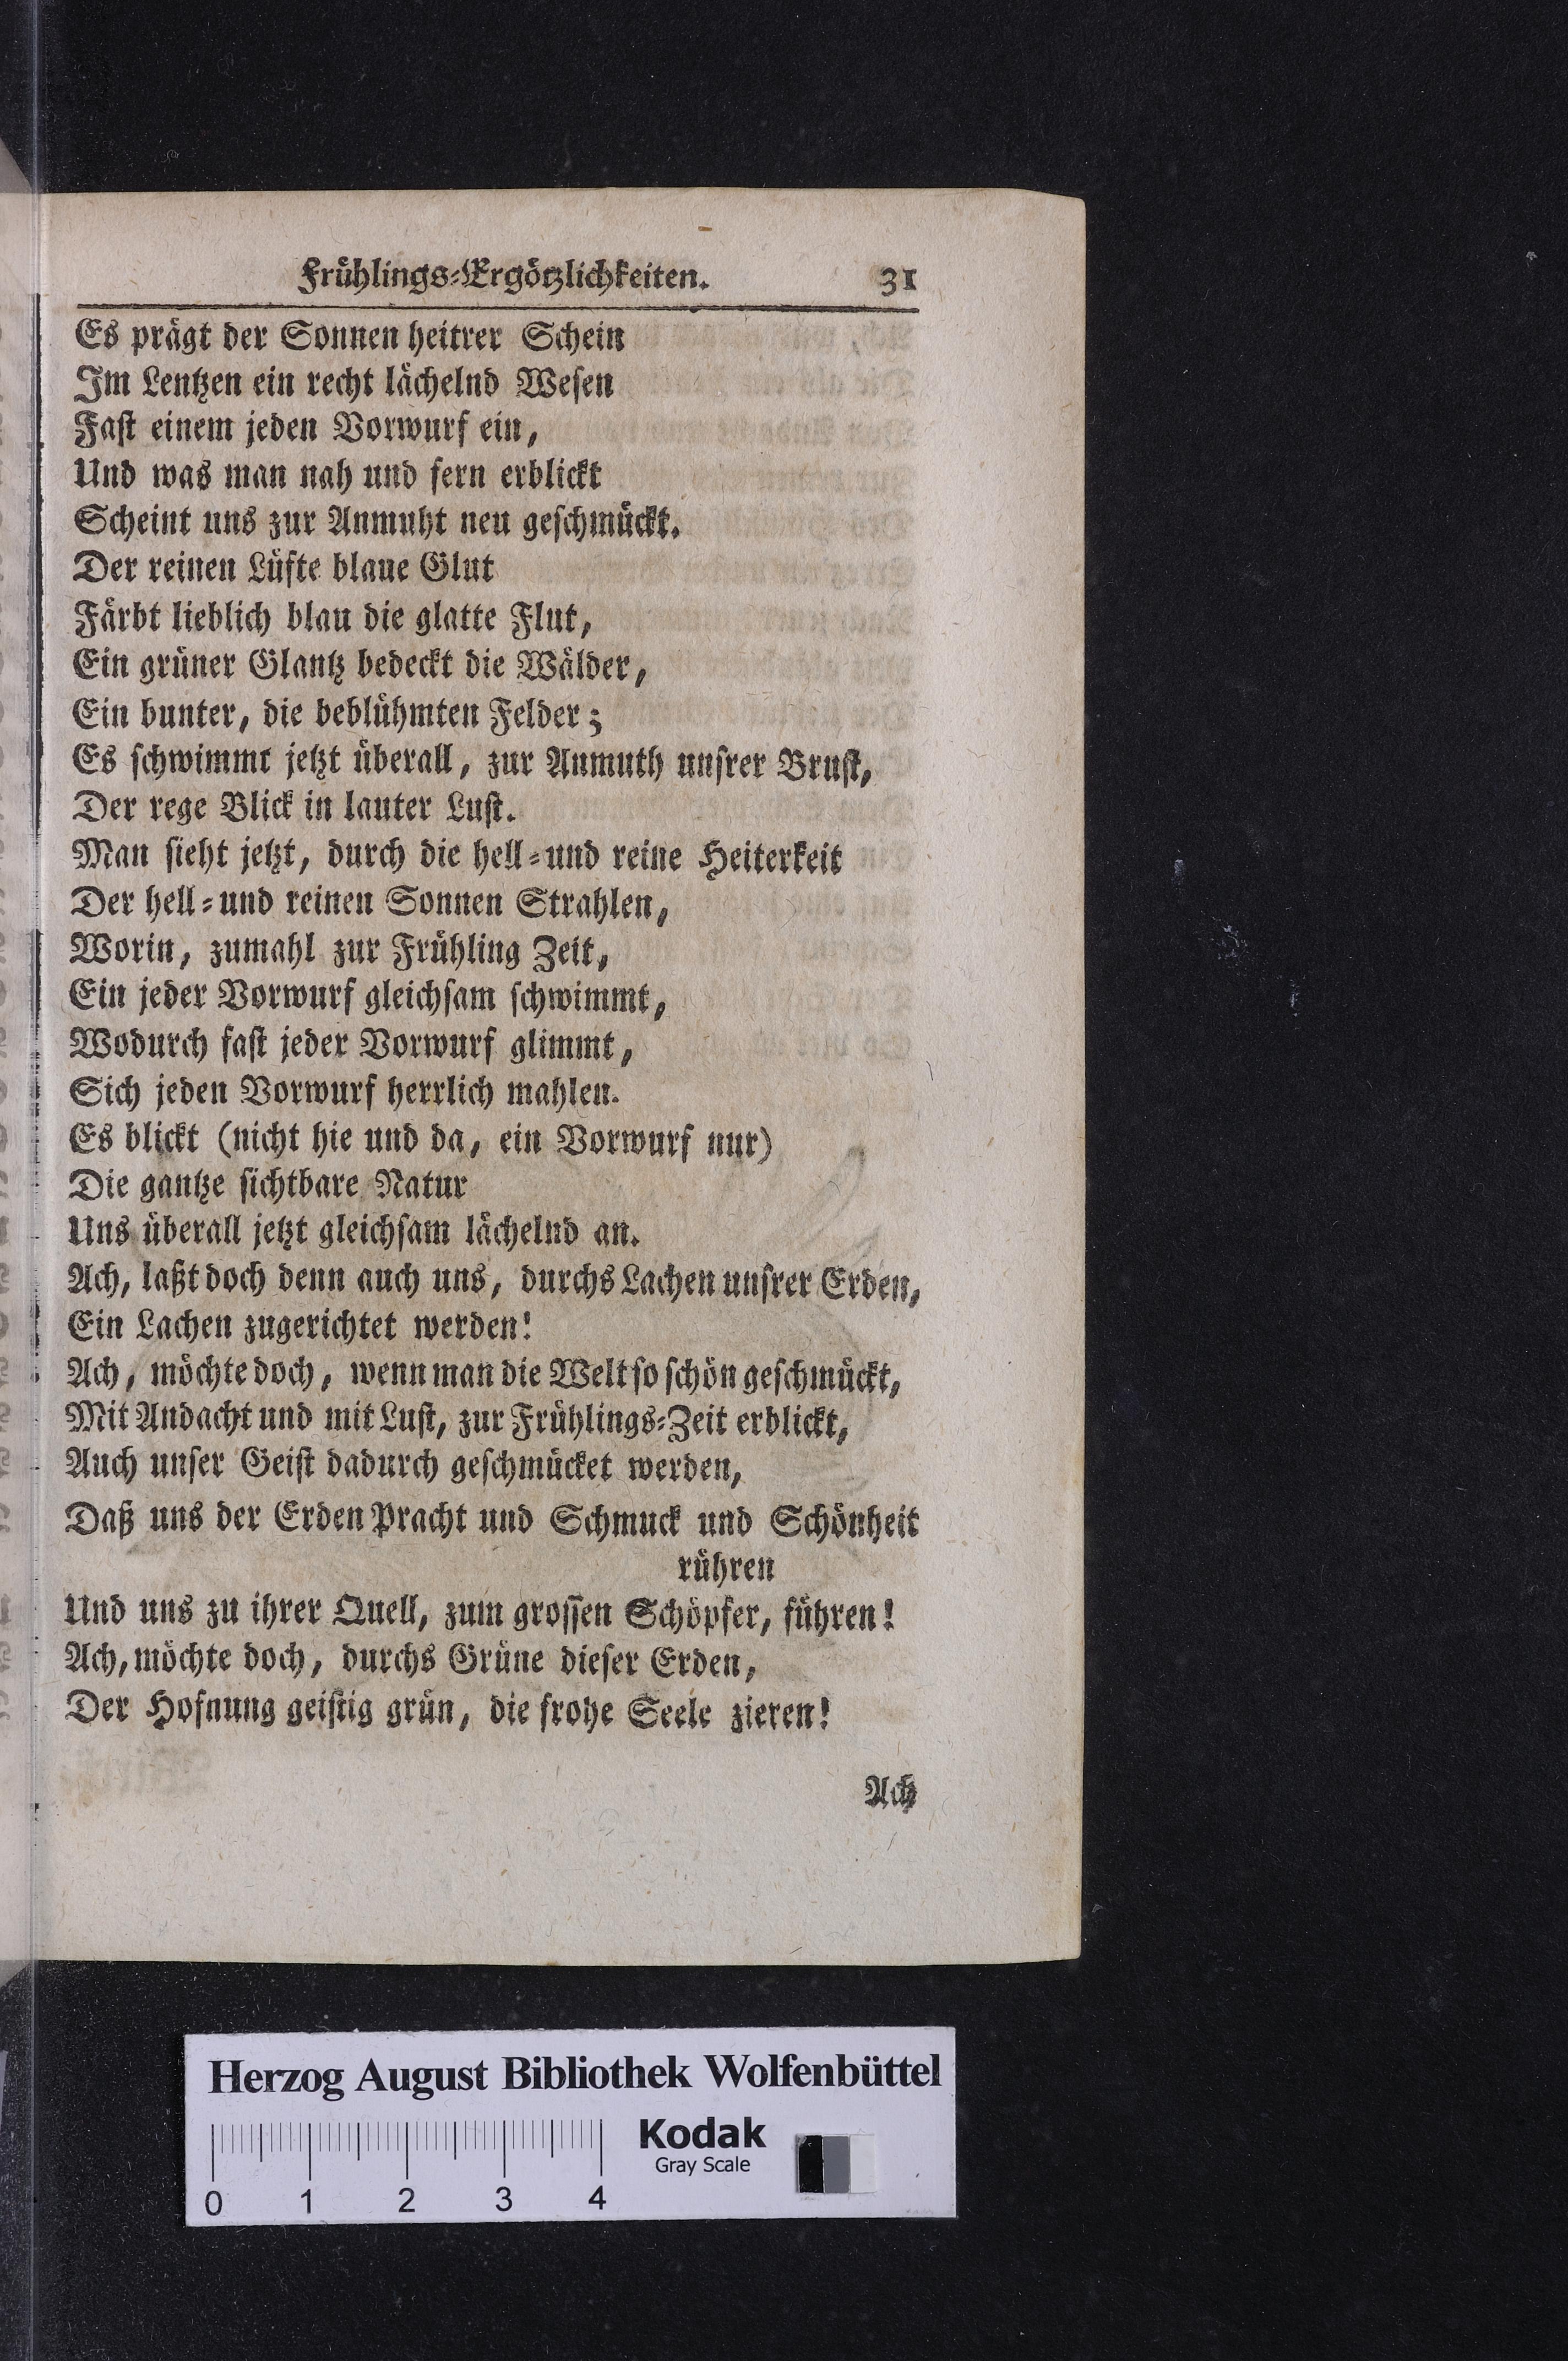 Frühlings-Ergötzlichkeiten. 31
Es prägt der Sonnen heitrer Schein
Im Lentzen ein recht lächelnd Wesen
Fast einem jeden Vorwurf ein,
Und was man nah und fern erblickt
Scheint uns zur Anmuht neu geschmückt.
Der reinen Lüfte blaue Glut
Färbt lieblich blau die glatte Flut,
Ein grüner Glantz bedeckt die Wälder,
Ein bunter, die beblühmten Felder;
Es schwimmt jetzt überall, zur Anmuth unsrer Brust,
Der rege Blick in lauter Lust.
Man sieht jetzt, durch die hell-und reine Heiterkeit
Der hell-und reinen Sonnen Strahlen,
Worin, zumahl zur Frühling Zeit,
Ein jeder Vorwurf gleichsam schwimmt,
Wodurch fast jeder Vorwurf glimmt,
Sich jeden Vorwurf herrlich mahlen.
Es blickt (nicht hie und da, ein Vorwurf nur)
Die gantze sichtbare Natur
Uns überall jetzt gleichsam lächelnd an.
Ach, laßt doch denn auch uns, durchs Lachen unsrer Erden,
Ein Lachen zugerichtet werden!
Ach, möchte doch, wenn man die Welt so schön geschmückt,
Mit Andacht und mit Lust, zur Frühlings-Zeit erblickt,
Auch unser Geist dadurch geschmücket werden,
Daß uns der Erden Pracht und Schmuck und Schönheit
rühren
Und uns zu ihrer Quell, zum grossen Schöpfer, führen!
Ach, möchte doch, durchs Grüne dieser Erden,
Der Hofnung geistig grün, die frohe Seele zieren!
Ach
Herzog August Bibliothek Wolfenbüttel
Kodak
Gray Scale
0 1 2 3 4